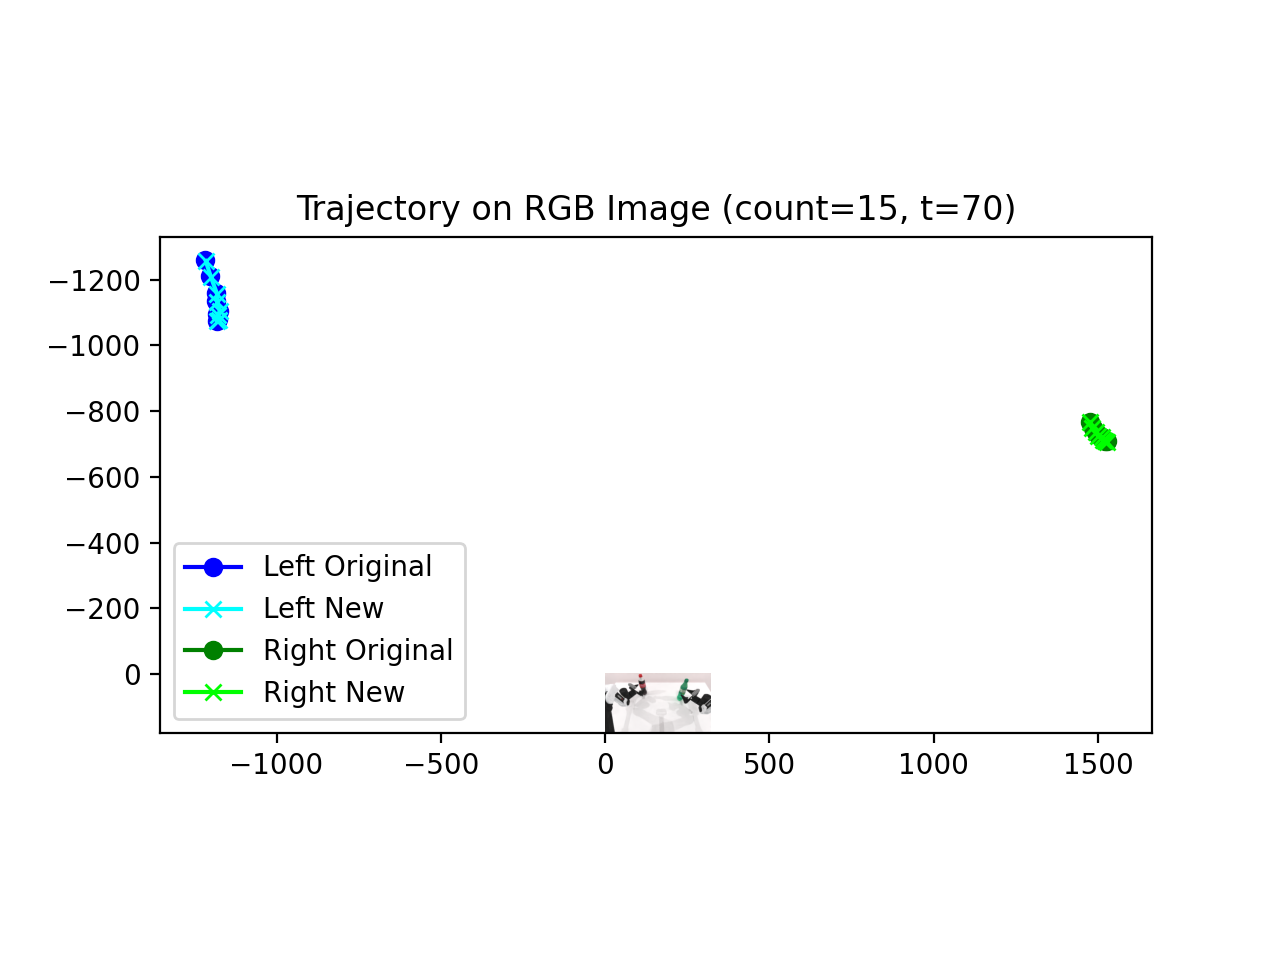 Trajectory on RGB Image (count=15, t=70)
−1200
−1000
−800
−600
−400
−200
0
Left Original
Left New
Right Original
Right New
−1000 −500 0 500 1000 1500